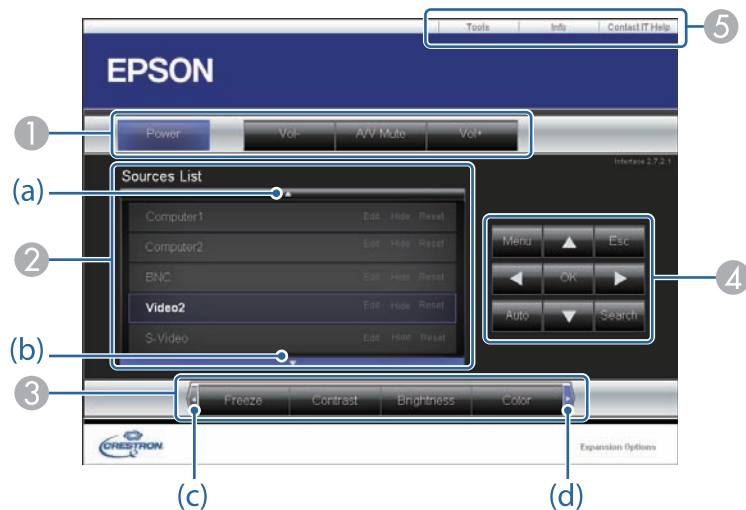 Tools Info Contact IT Help 5
EPSON
1 Power Vol- A/V Mute Vol+
Interface 2.7.2.1
Sources List
(a)
Computer1 Edit Hide Reset
Menu Esc
2 Computer2 Edit Hide Reset
BNC Edit Hide Reset
OK 4
Video2 Edit Hide Reset
Auto Search
S-Video Edit Hide Reset
(b)
3 Freeze Contrast Brightness Color
CRESTRON Expansion Options
(c) (d)